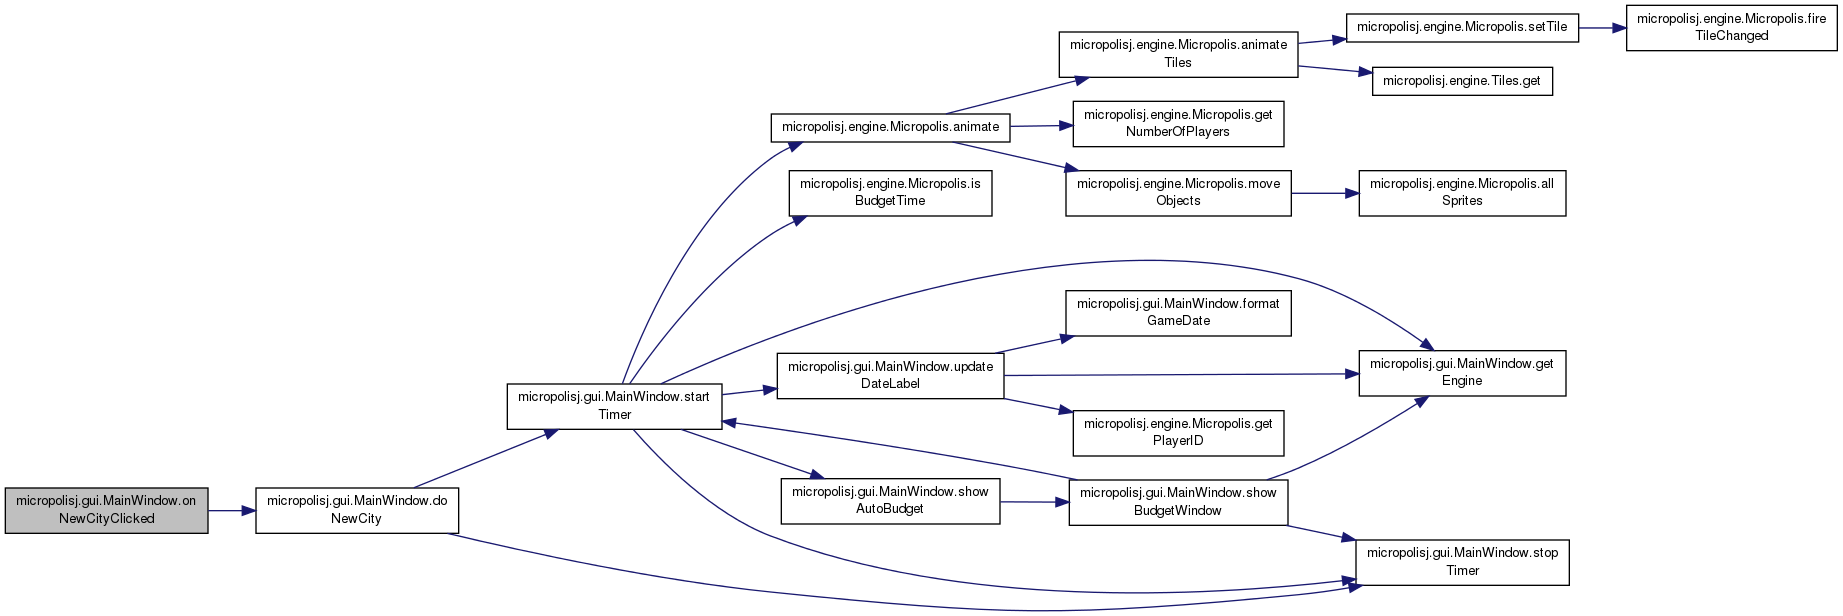 micropolisj.gui.MainWindow.on
NewCityClicked
micropolisj.gui.MainWindow.do
NewCity
micropolisj.gui.MainWindow.start
Timer
micropolisj.engine.Micropolis.animate
micropolisj.engine.Micropolis.is
BudgetTime
micropolisj.gui.MainWindow.update
DateLabel
micropolisj.gui.MainWindow.show
AutoBudget
micropolisj.engine.Micropolis.animate
Tiles
micropolisj.engine.Micropolis.get
NumberOfPlayers
micropolisj.engine.Micropolis.move
Objects
micropolisj.gui.MainWindow.format
GameDate
micropolisj.engine.Micropolis.get
PlayerID
micropolisj.gui.MainWindow.show
BudgetWindow
micropolisj.engine.Micropolis.setTile
micropolisj.engine.Tiles.get
micropolisj.engine.Micropolis.all
Sprites
micropolisj.gui.MainWindow.get
Engine
micropolisj.gui.MainWindow.stop
Timer
micropolisj.engine.Micropolis.fire
TileChanged